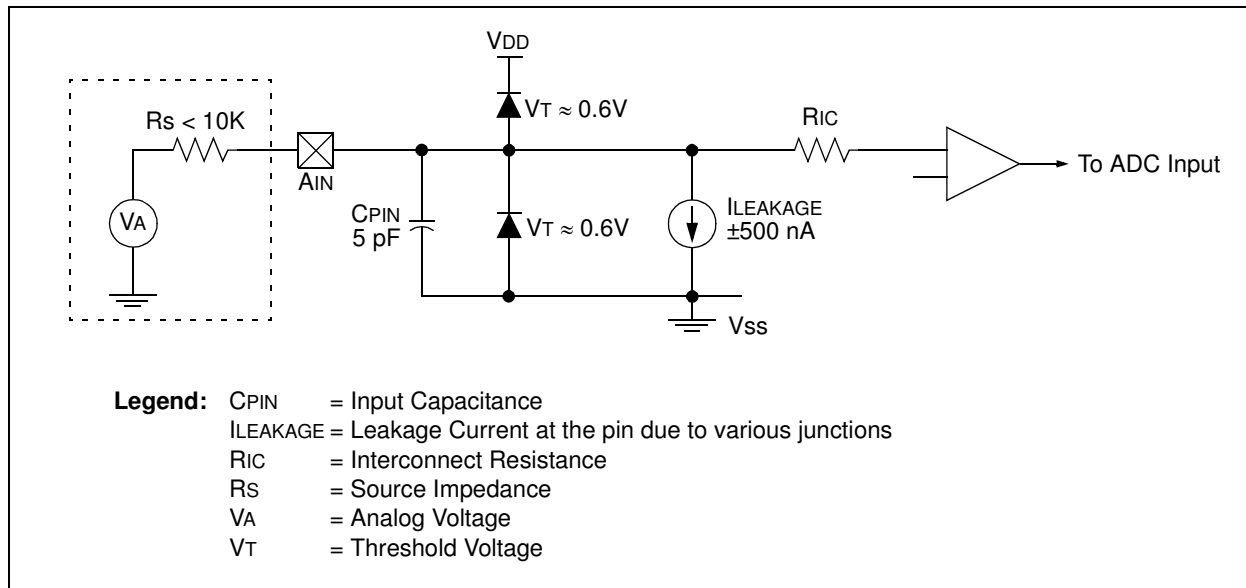 VDD
Rs < 10K
VT ≈ 0.6V
RIC
AIN
To ADC Input
VA
CPIN
5 pF
VT ≈ 0.6V
ILEAKAGE
±500 nA
Vss
Legend: CPIN = Input Capacitance
ILEAKAGE = Leakage Current at the pin due to various junctions
RIC = Interconnect Resistance
RS = Source Impedance
VA = Analog Voltage
VT = Threshold Voltage